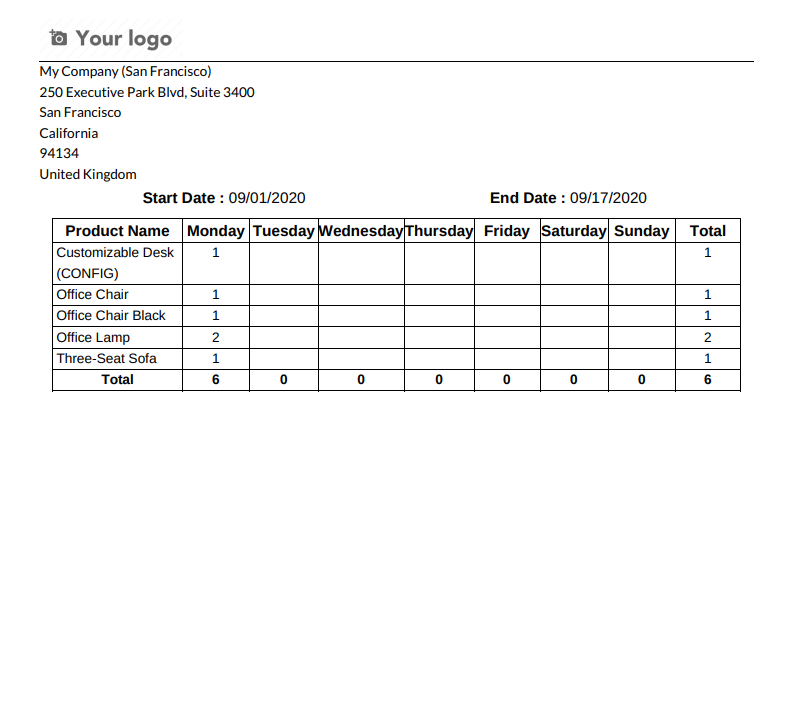 Your logo
My Company (San Francisco)
250 Executive Park Blvd, Suite 3400
San Francisco
California
94134
United Kingdom
Start Date : 09/01/2020 End Date : 09/17/2020
Product Name Monday Tuesday Wednesday Thursday Friday Saturday Sunday Total
Customizable Desk 1 1
(CONFIG)
Office Chair 1 1
Office Chair Black 1 1
Office Lamp 2 2
Three-Seat Sofa 1 1
Total 6 0 0 0 0 0 0 6